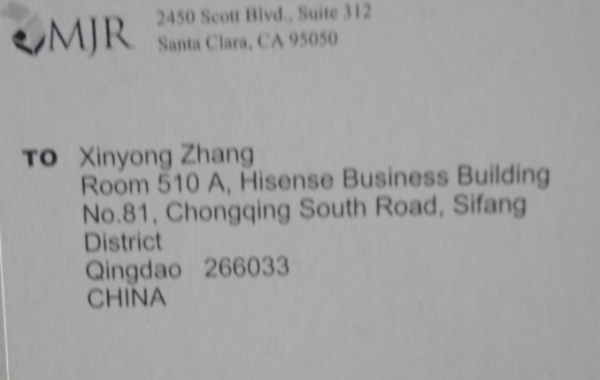 MJR
2450 Scott Blvd., Suite 312
Santa Clara, CA 95050
TO Xinyong Zhang
Room 510 A, Hisense Business Building
No.81, Chongqing South Road, Sifang
District
Qingdao 266033
CHINA